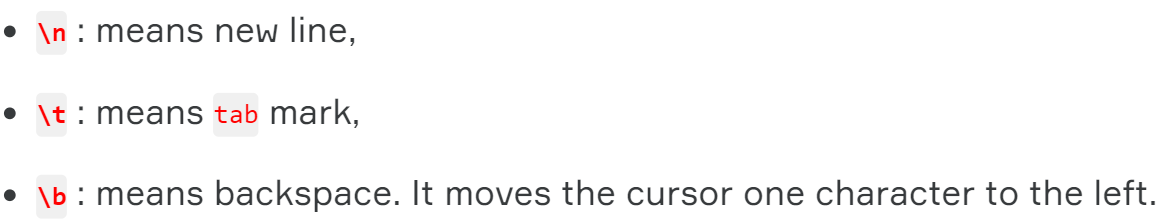 • \n : means new line,
• \t : means tab mark,
• \b : means backspace. It moves the cursor one character to the left.